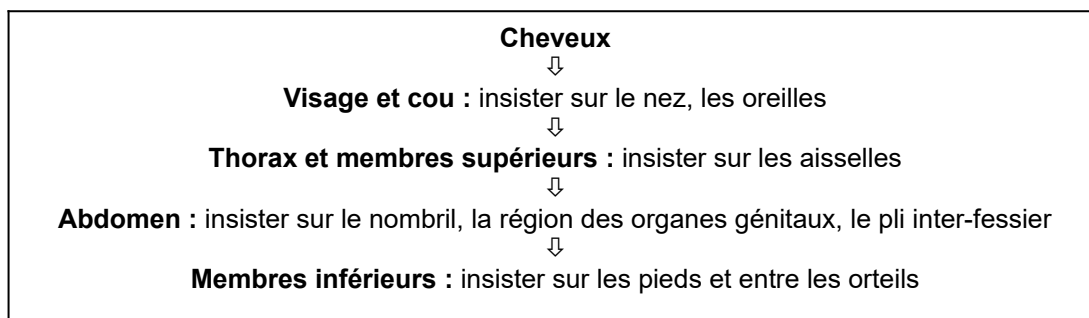 Cheveux
⇩
Visage et cou : insister sur le nez, les oreilles
⇩
Thorax et membres supérieurs : insister sur les aisselles
⇩
Abdomen : insister sur le nombril, la région des organes génitaux, le pli inter-fessier
⇩
Membres inférieurs : insister sur les pieds et entre les orteils